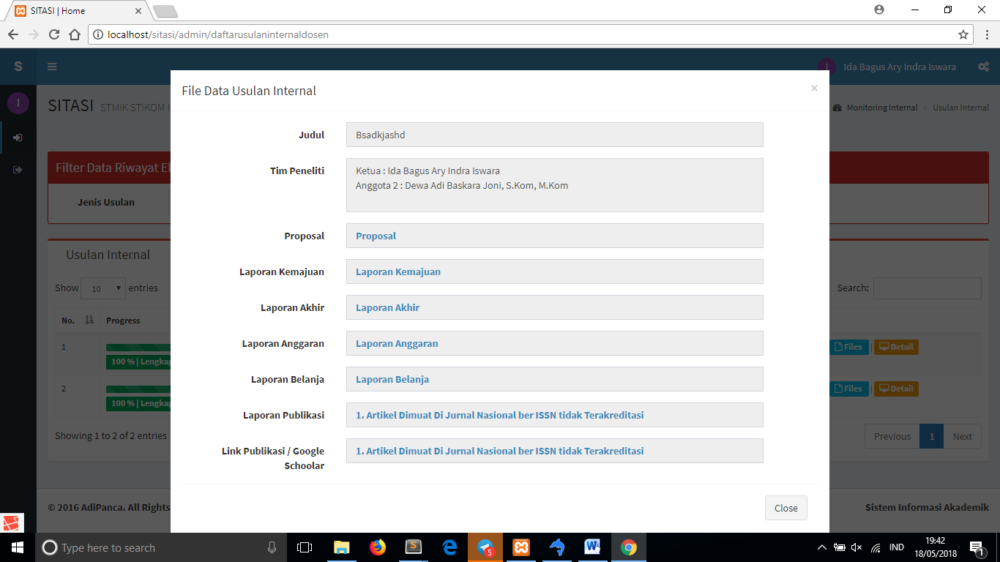 SITASI | Home
localhost/sitasi/admin/daftarusulaninternaldosen
S
I
Ida Bagus Ary Indra Iswara
I
SITASI STMIK STIKOM I
Monitoring Internal > Usulan Internal
Filter Data Riwayat
Jenis Usulan
Usulan Internal
Show 10 entries
Search:
No. Progress
1
100 % | Lengkap
Files | Detail
2
100 % | Lengkap
Files | Detail
Showing 1 to 2 of 2 entries
Previous 1 Next
© 2016 AdiPanca. All Rights
Sistem Informasi Akademik
File Data Usulan Internal
×
Judul
Bsadkjashd
Tim Peneliti
Ketua : Ida Bagus Ary Indra Iswara
Anggota 2 : Dewa Adi Baskara Joni, S.Kom, M.Kom
Proposal
Proposal
Laporan Kemajuan
Laporan Kemajuan
Laporan Akhir
Laporan Akhir
Laporan Anggaran
Laporan Anggaran
Laporan Belanja
Laporan Belanja
Laporan Publikasi
1. Artikel Dimuat Di Jurnal Nasional ber ISSN tidak Terakreditasi
Link Publikasi / Google
Schoolar
1. Artikel Dimuat Di Jurnal Nasional ber ISSN tidak Terakreditasi
Close
Type here to search
5
IND
19:42
18/05/2018
1